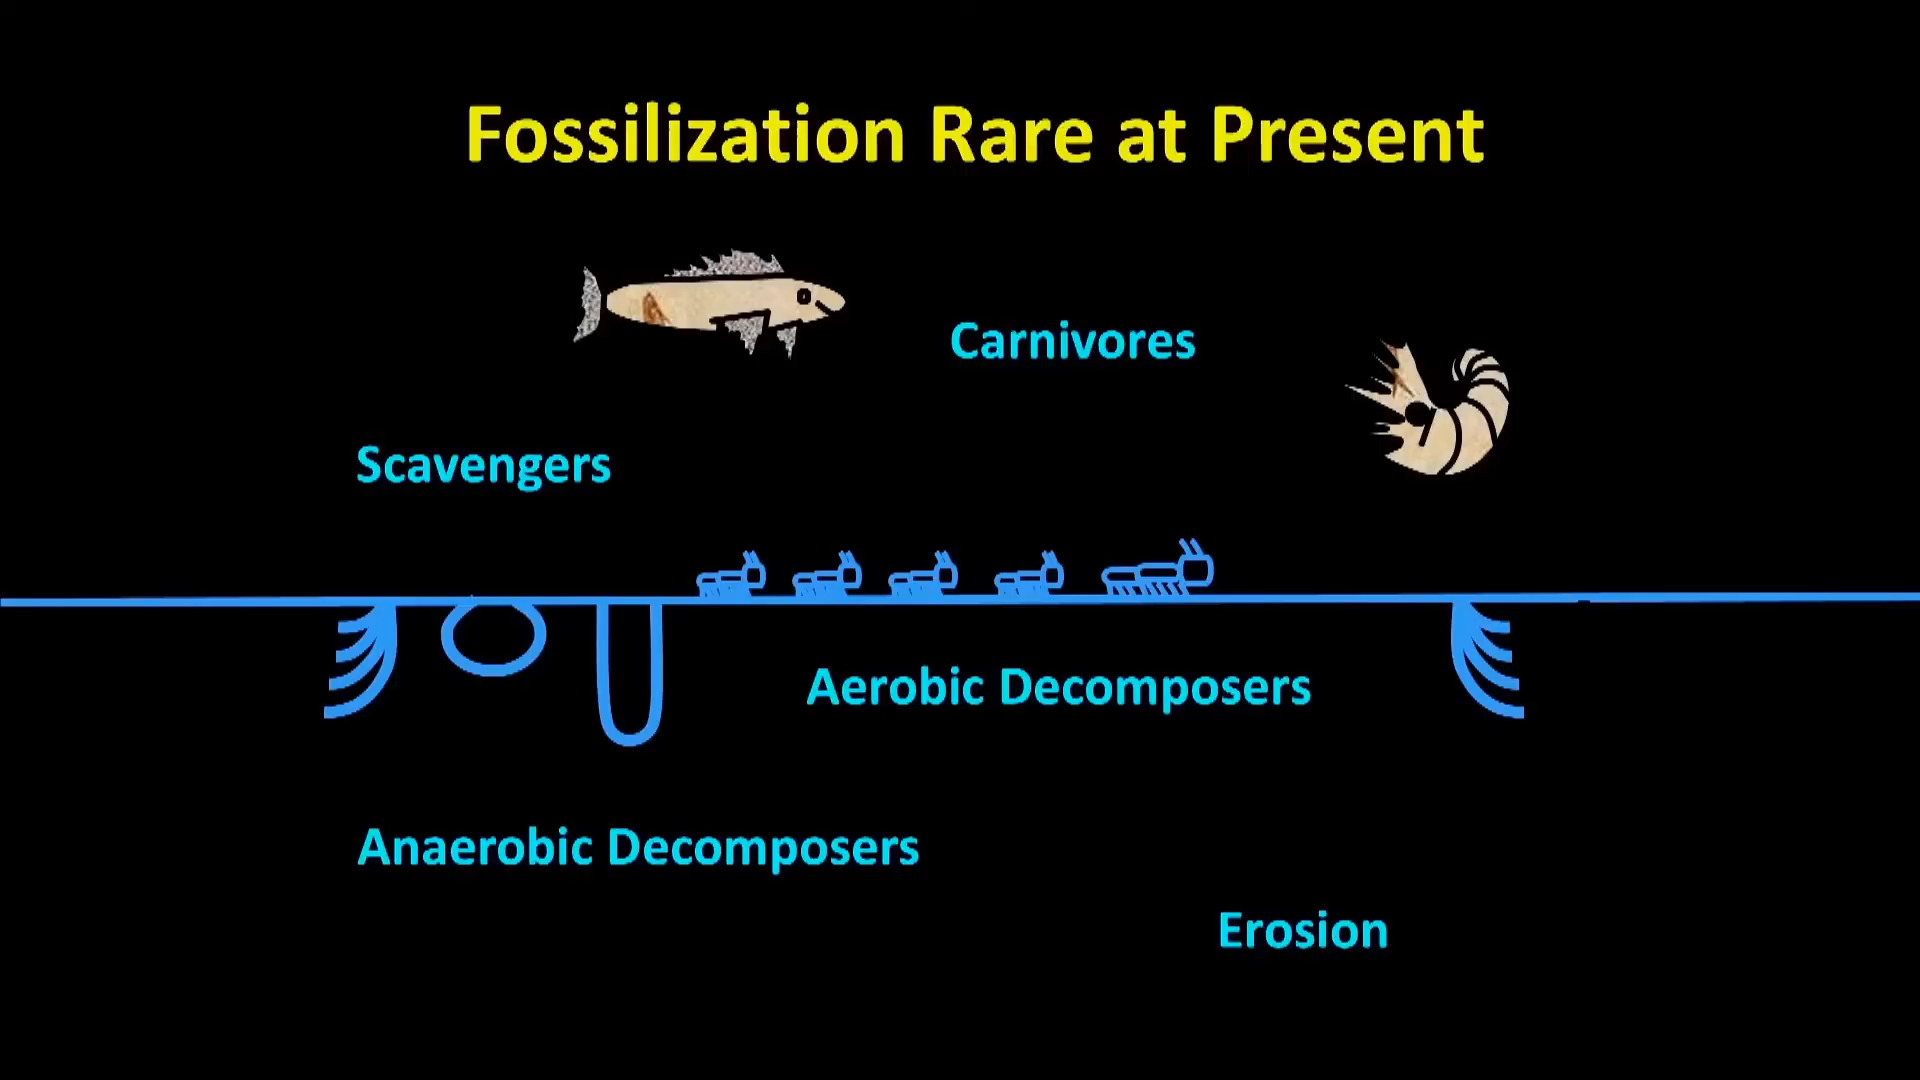 Fossilization Rare at Present
Carnivores
Scavengers
Aerobic Decomposers
Anaerobic Decomposers
Erosion